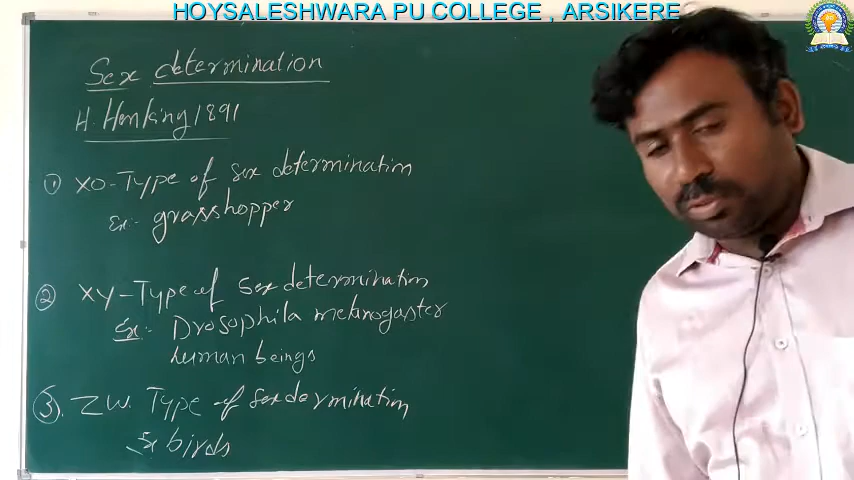 HOYSALESHWARA PU COLLEGE , ARSIKERE
Sex determination
H. Henking 1891
① XO-Type of sex determination
Ex:- grasshopper
② XY-Type of Sex determination
Ex:- Drosophila melanogaster
human beings
③. ZW. Type of sex dermination
Ex birds